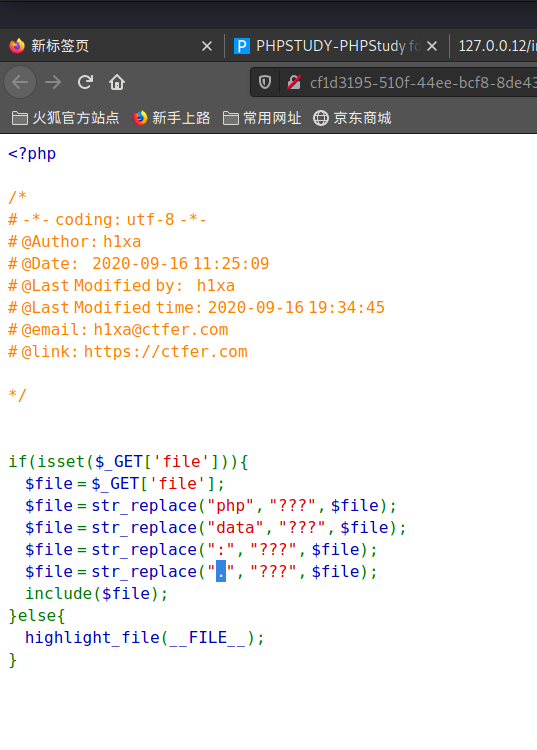 新标签页
PHPSTUDY-PHPStudy fo
127.0.0.12/i
cf1d3195-510f-44ee-bcf8-8de43
火狐官方站点 新手上路 常用网址 京东商城
<?php
/*
# -*- coding: utf-8 -*-
# @Author: h1xa
# @Date:   2020-09-16 11:25:09
# @Last Modified by:   h1xa
# @Last Modified time: 2020-09-16 19:34:45
# @email: h1xa@ctfer.com
# @link: https://ctfer.com
*/
if(isset($_GET['file'])){
    $file = $_GET['file'];
    $file = str_replace("php", "???", $file);
    $file = str_replace("data", "???", $file);
    $file = str_replace(":", "???", $file);
    $file = str_replace(".", "???", $file);
    include($file);
}else{
    highlight_file(__FILE__);
}